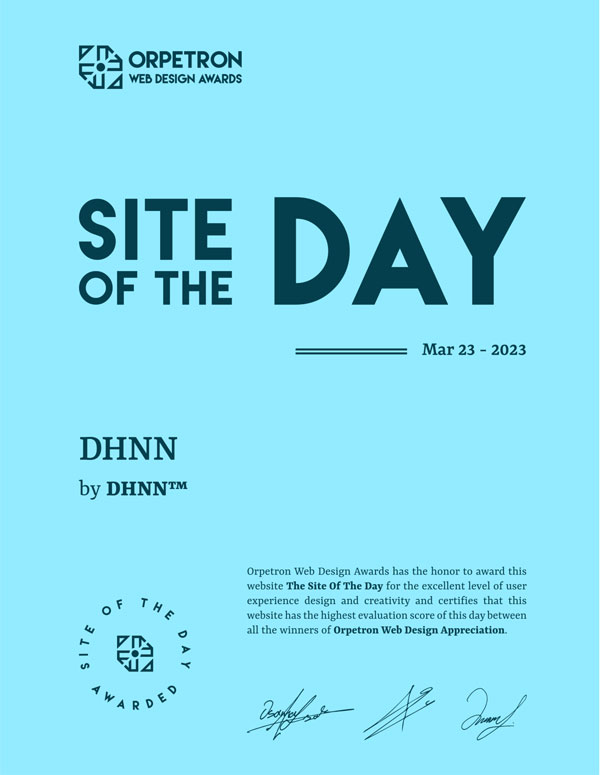 ORPETRON
WEB DESIGN AWARDS
SITE
OF THE
DAY
Mar 23 - 2023
DHNN
by DHNN™
Orpetron Web Design Awards has the honor to award this
website The Site Of The Day for the excellent level of user
experience design and creativity and certifies that this
website has the highest evaluation score of this day between
all the winners of Orpetron Web Design Appreciation.
SITE OF THE DAY
AWARDED